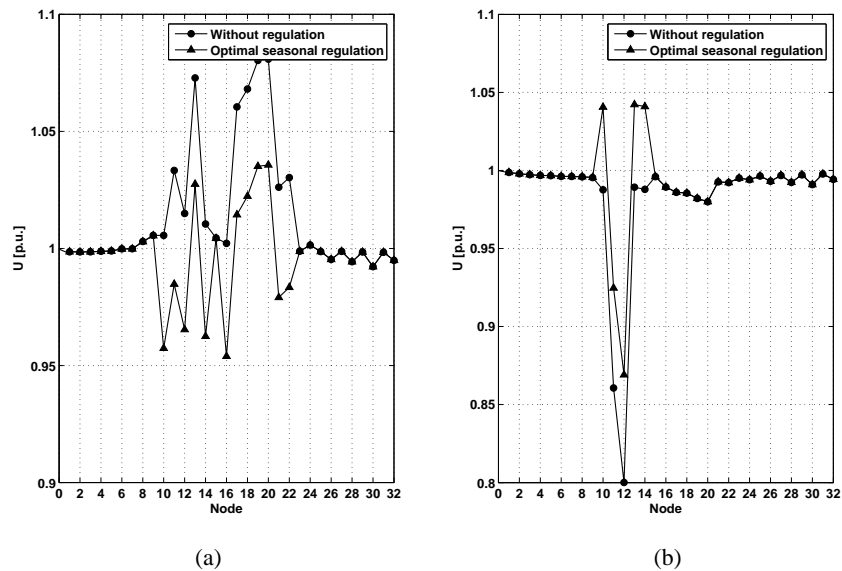 1.1
1.05
1
0.95
0.9
U [p.u.]
0 2 4 6 8 10 12 14 16 18 20 22 24 26 28 30 32
Node
Without regulation
Optimal seasonal regulation
(a)
1.1
1.05
1
0.95
0.9
0.85
0.8
U [p.u.]
0 2 4 6 8 10 12 14 16 18 20 22 24 26 28 30 32
Node
Without regulation
Optimal seasonal regulation
(b)